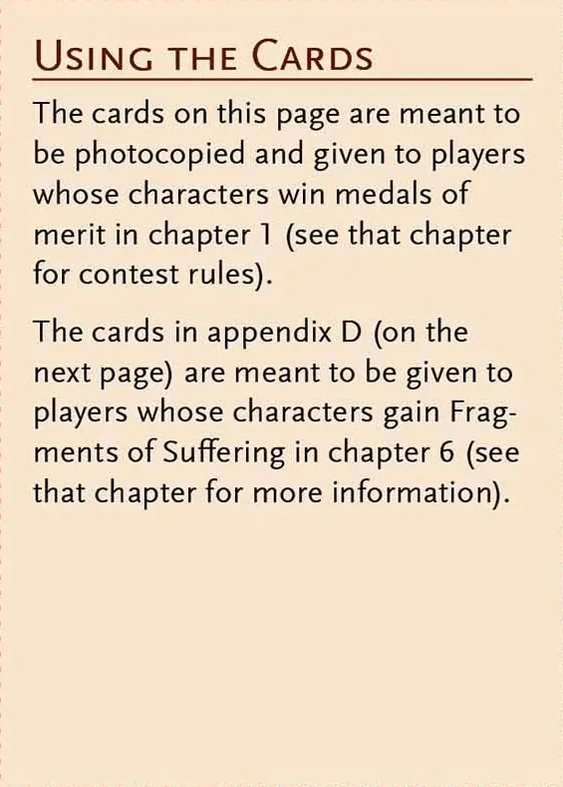 Using the Cards
The cards on this page are meant to
be photocopied and given to players
whose characters win medals of
merit in chapter 1 (see that chapter
for contest rules).
The cards in appendix D (on the
next page) are meant to be given to
players whose characters gain Frag-
ments of Suffering in chapter 6 (see
that chapter for more information).